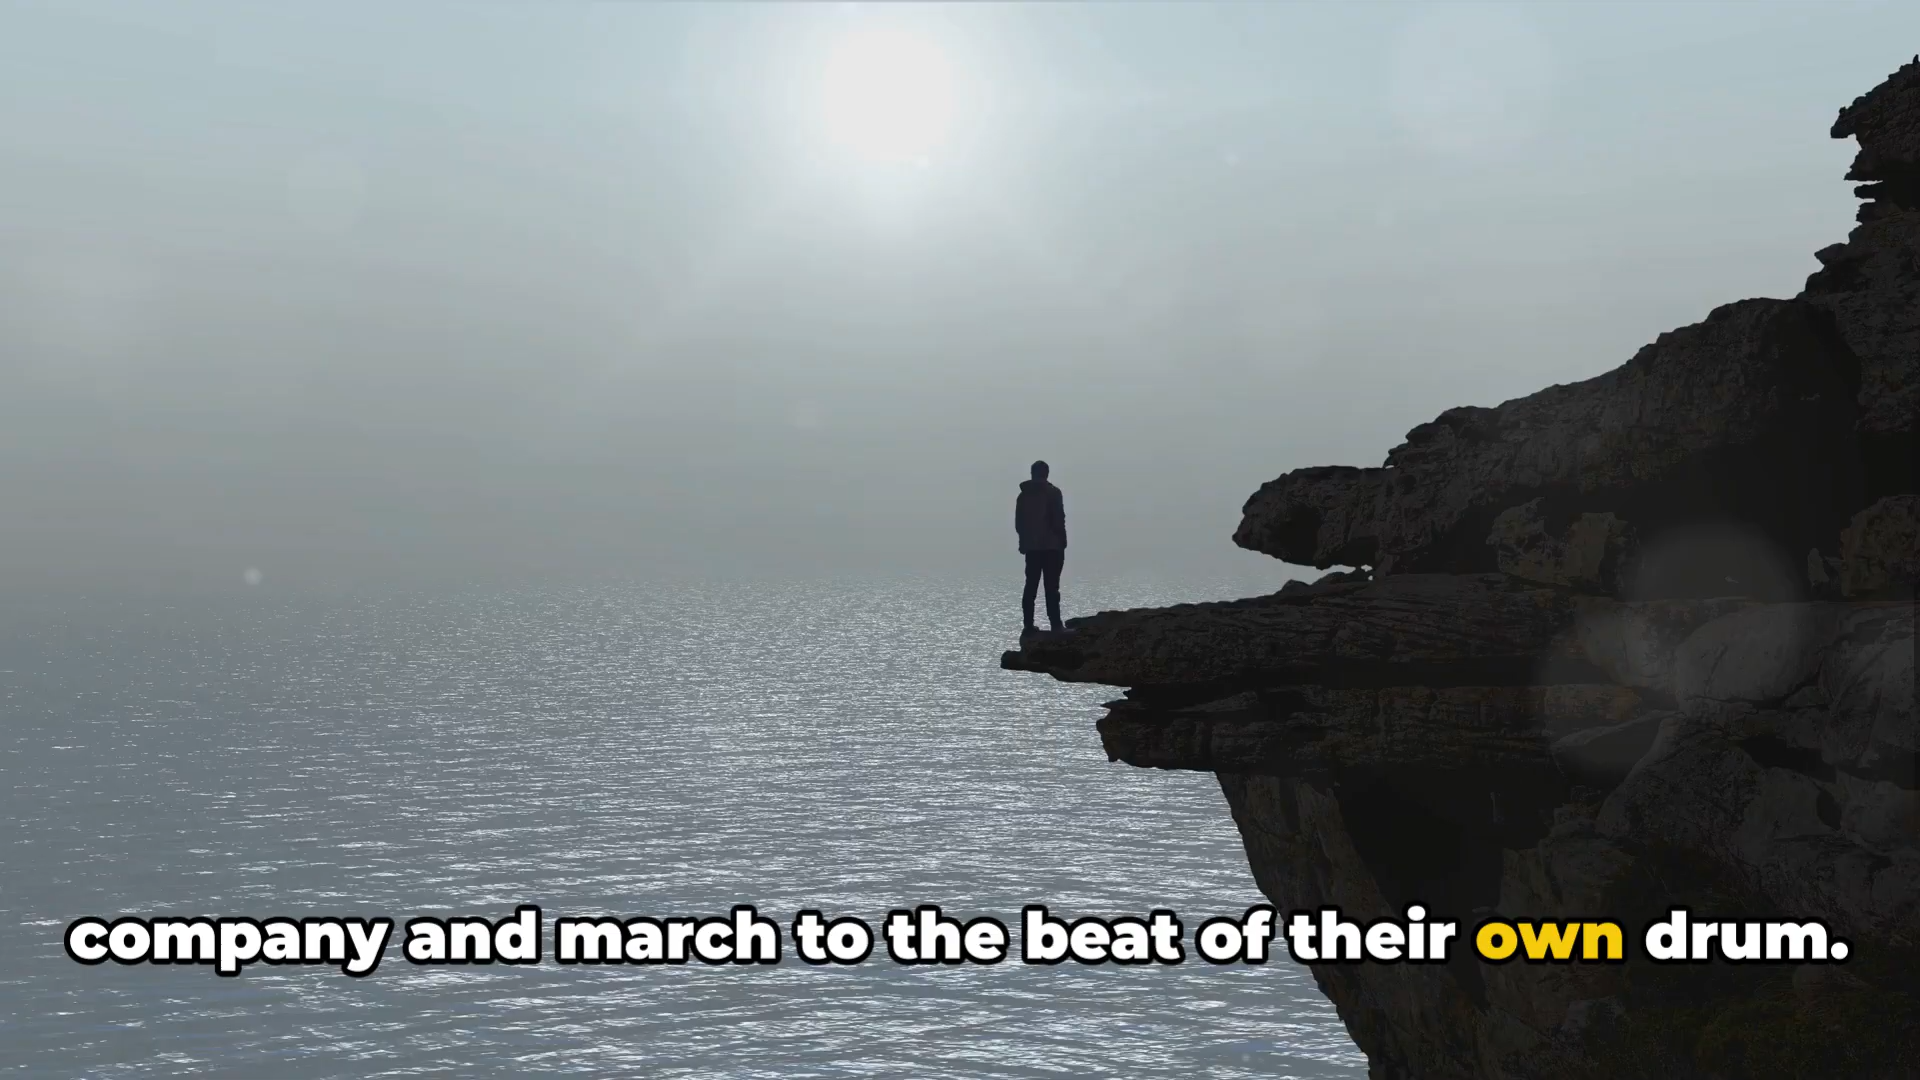 company and march to the beat of their own drum.